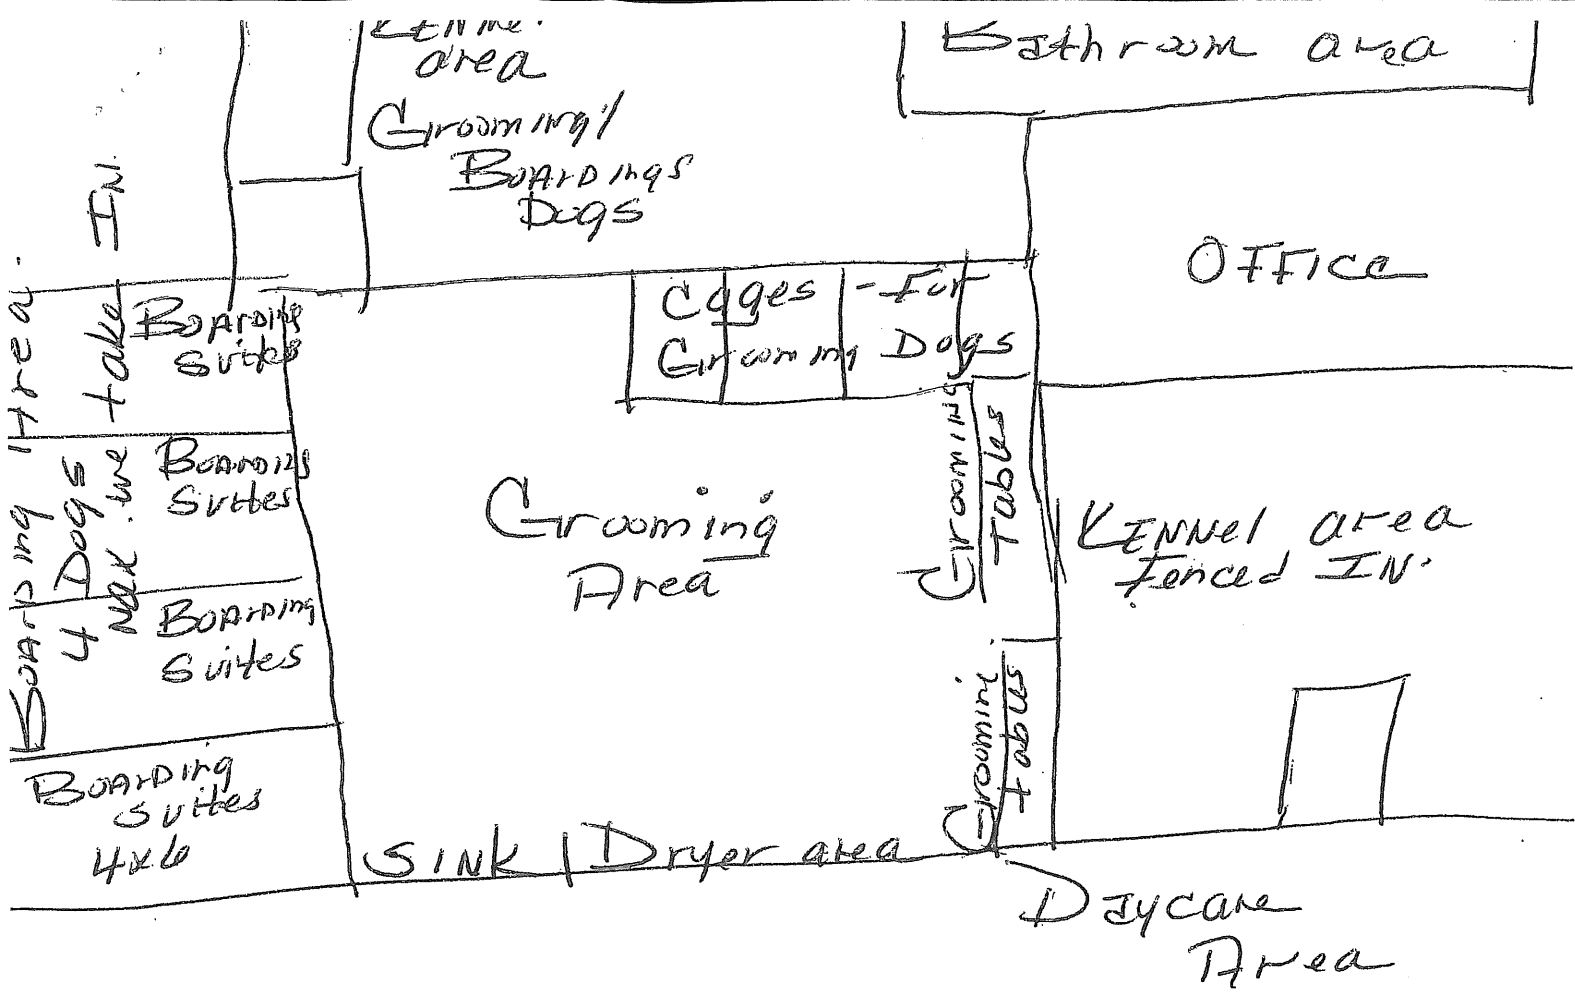 Kennel
area
Grooming/
Boardings
Dogs
Bathroom area
OFFICE
Cages - For
Grooming Dogs
Boarding Area
4 Dogs
Max. we take IN.
Boarding
Suites
Boarding
Suites
Boarding
Suites
Boarding
Suites
4x6
Grooming
Area
Grooming
Tables
Grooming
tables
Kennel area
fenced IN.
Sink | Dryer area
Daycare
Area